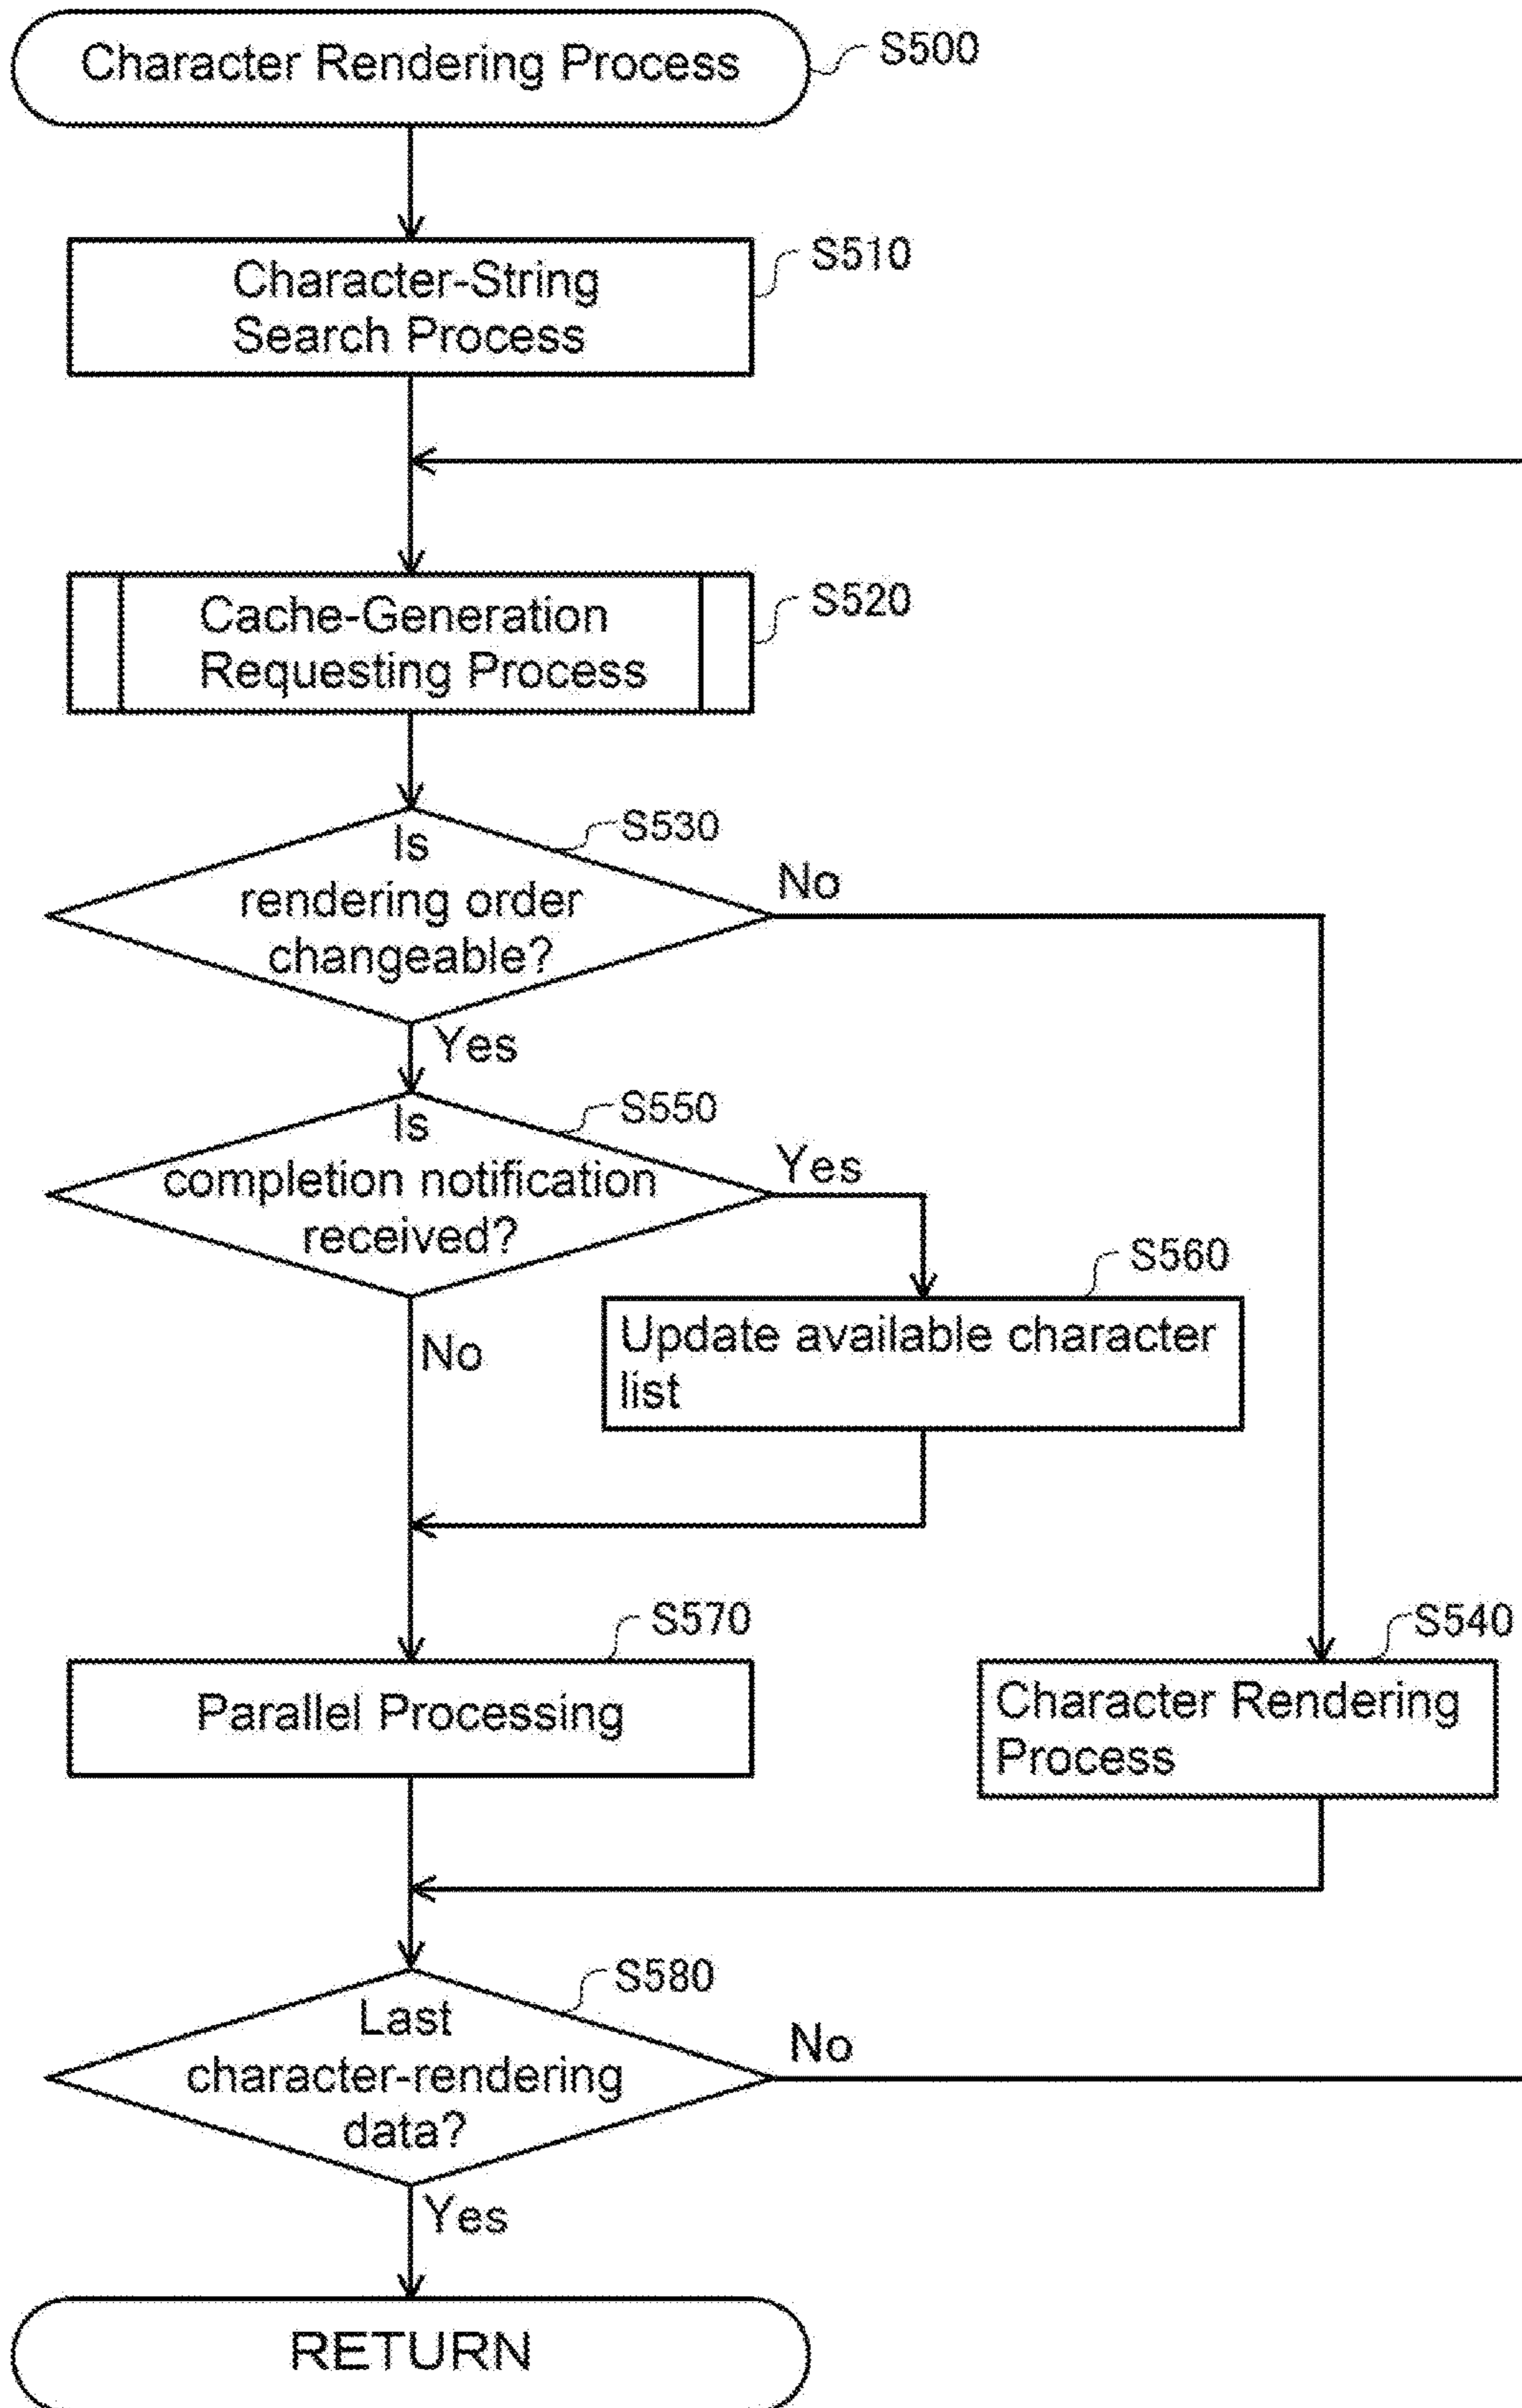 Character Rendering Process
S500
S510
Character-String
Search Process
S520
Cache-Generation
Requesting Process
S530
Is
rendering order
changeable?
No
Yes
S550
Is
completion notification
received?
Yes
S560
Update available character
list
No
S570
Parallel Processing
S540
Character Rendering
Process
S580
Last
character-rendering
data?
No
Yes
RETURN